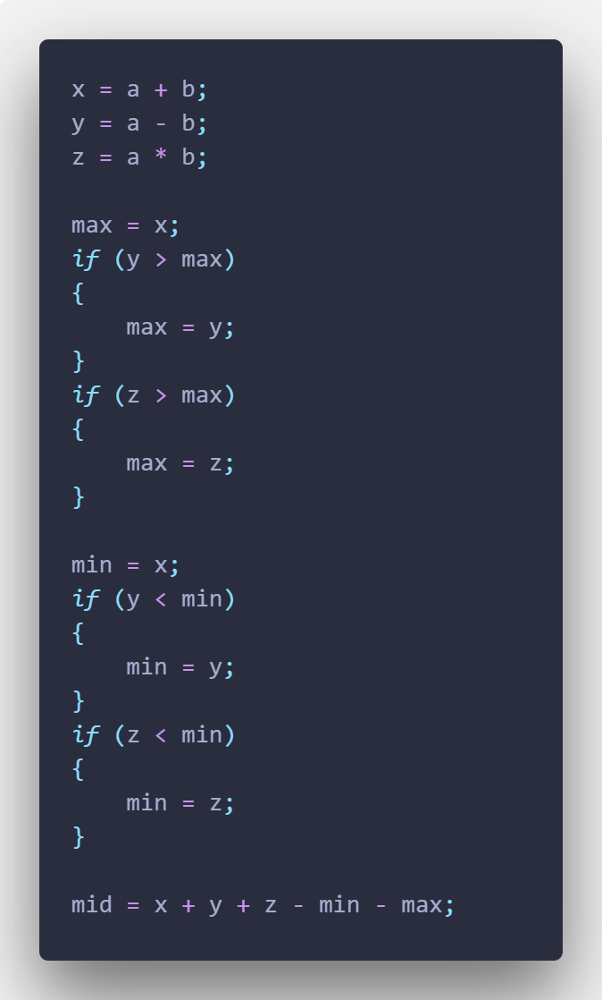 x = a + b;
y = a - b;
z = a * b;

max = x;
if (y > max)
{
    max = y;
}
if (z > max)
{
    max = z;
}

min = x;
if (y < min)
{
    min = y;
}
if (z < min)
{
    min = z;
}

mid = x + y + z - min - max;